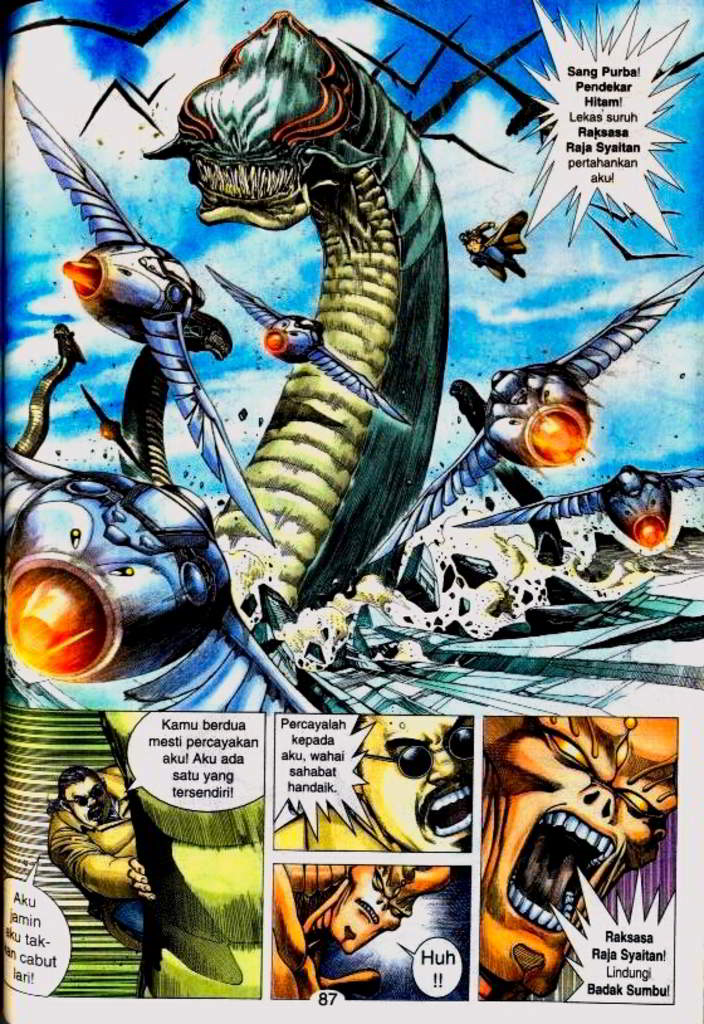 Sang Purba!
Pendekar
Hitam!
Lekas suruh
Raksasa
Raja Syaitan
pertahankan
aku!
Kamu berdua
mesti percayakan
aku! Aku ada
satu yang
tersendiri!
Aku
jamin
aku tak-
kan cabut
lari!
Percayalah
kepada
aku, wahai
sahabat
handaik.
Huh
!!
Raksasa
Raja Syaitan!
Lindungi
Badak Sumbu!
87